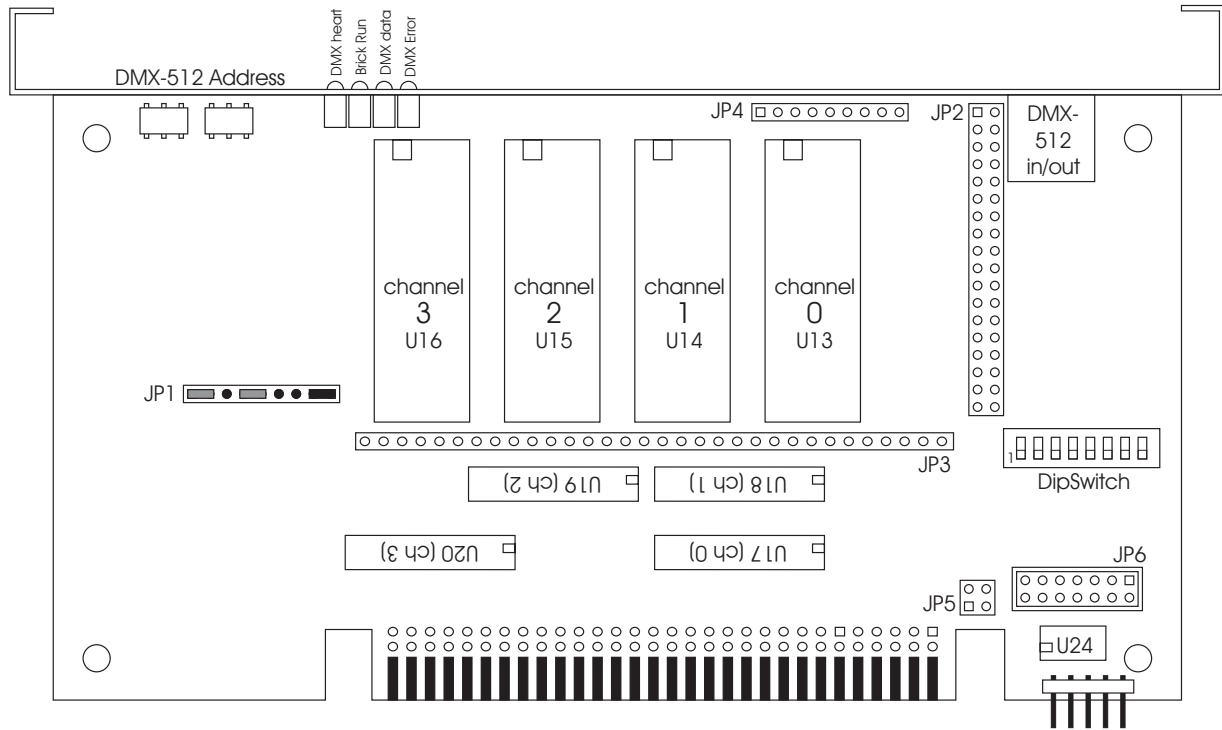 DMX heart
Brick Run
DMX data
DMX Error
DMX-512 Address
JP4
JP2
DMX-
512
in/out
channel
3
U16
channel
2
U15
channel
1
U14
channel
0
U13
JP1
JP3
1
DipSwitch
U19 (ch 2)
U18 (ch 1)
U20 (ch 3)
U17 (ch 0)
JP6
JP5
U24